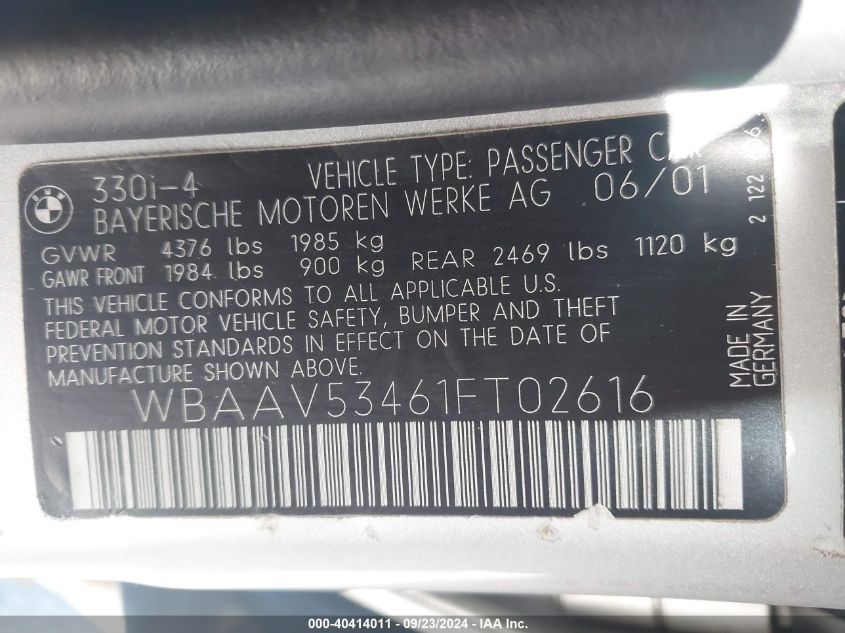 BMW
330i-4 VEHICLE TYPE: PASSENGER CAR
BAYERISCHE MOTOREN WERKE AG 06/01
GVWR 4376 lbs 1985 kg
GAWR FRONT 1984 lbs 900 kg REAR 2469 lbs 1120 kg
THIS VEHICLE CONFORMS TO ALL APPLICABLE U.S.
FEDERAL MOTOR VEHICLE SAFETY, BUMPER AND THEFT
PREVENTION STANDARDS IN EFFECT ON THE DATE OF
MANUFACTURE SHOWN ABOVE.
WBAAV53461FT02616
MADE IN
GERMANY
2 122
000-40414011 - 09/23/2024 - IAA Inc.